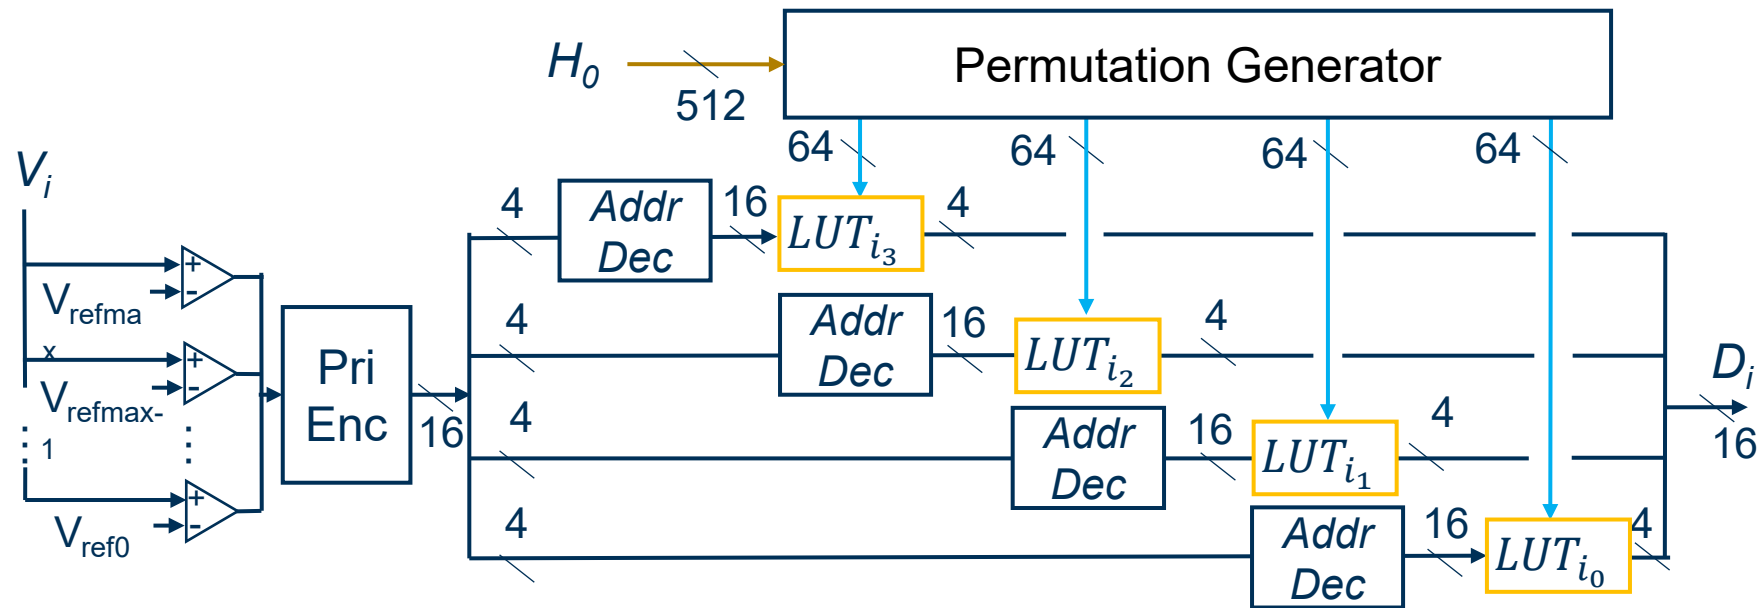 H0
512
Permutation Generator
64
64
64
64
Vi
4
Addr
Dec
16
LUTi3
4
+
-
Vrefma
x
4
Addr
Dec
16
LUTi2
4
+
-
Vrefmax-
1
Pri
Enc
16
Di
16
4
Addr
Dec
16
LUTi1
4
+
-
Vref0
4
Addr
Dec
16
LUTi0
4